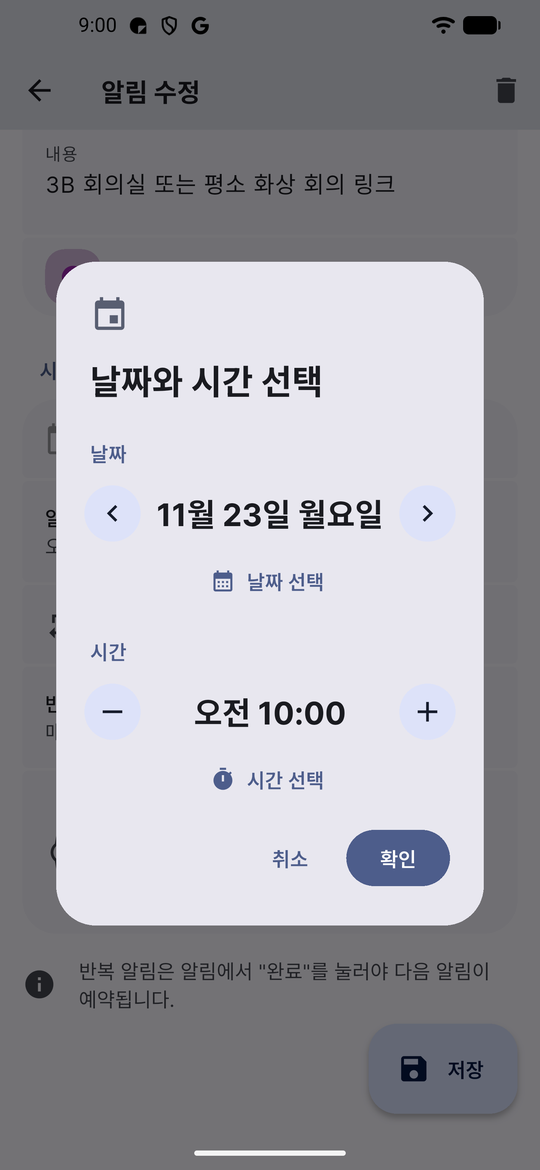 9:00
알림 수정
내용
3B 회의실 또는 평소 화상 회의 링크
날짜와 시간 선택
날짜
11월 23일 월요일
날짜 선택
시간
오전 10:00
시간 선택
취소
확인
반복 알림은 알림에서 "완료"를 눌러야 다음 알림이
예약됩니다.
저장